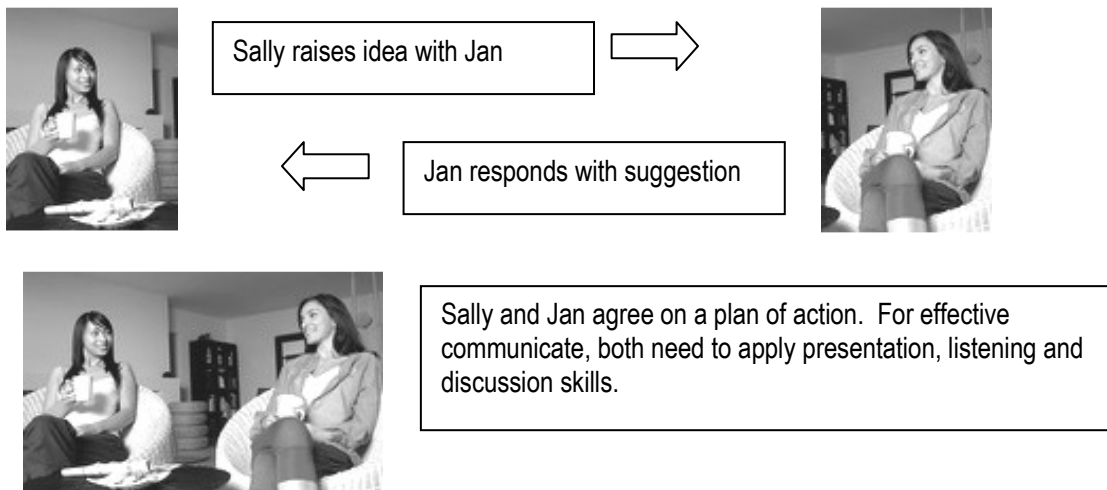 Sally raises idea with Jan
Jan responds with suggestion
Sally and Jan agree on a plan of action.  For effective
communicate, both need to apply presentation, listening and
discussion skills.